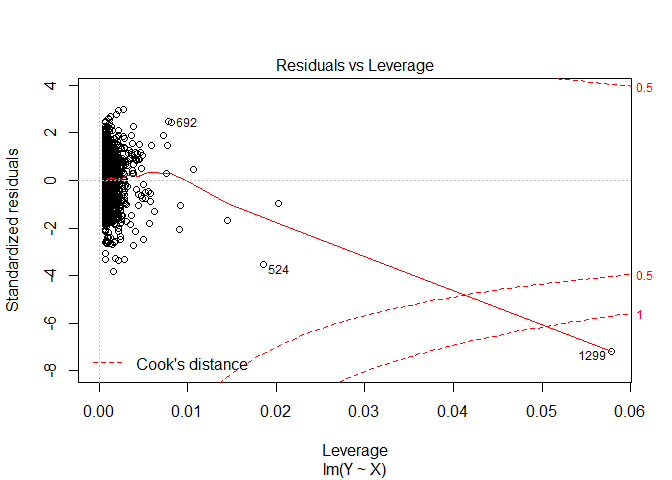 Residuals vs Leverage
Standardized residuals
4
2
0
-2
-4
-6
-8
0.5
0.5
1
692
524
1299
Cook's distance
0.00 0.01 0.02 0.03 0.04 0.05 0.06
Leverage
lm(Y ~ X)